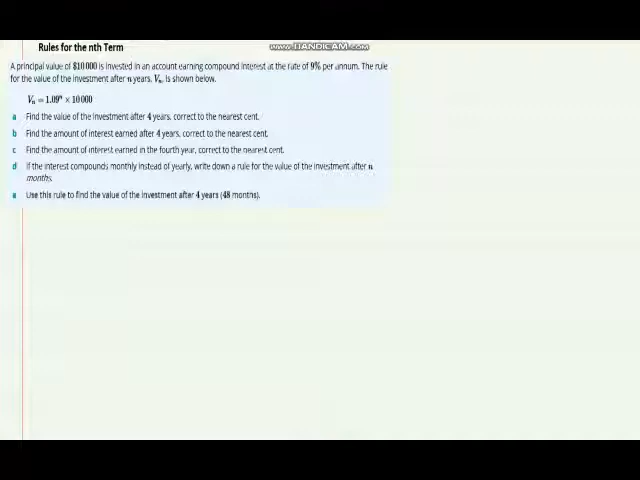 Rules for the nth Term
www.BANDICAM.com
A principal value of $10 000 is invested in an account earning compound interest at the rate of 9% per annum. The rule
for the value of the investment after n years, Vₙ, is shown below.
Vₙ = 1.09ⁿ × 10 000
a Find the value of the investment after 4 years, correct to the nearest cent.
b Find the amount of interest earned after 4 years, correct to the nearest cent.
c Find the amount of interest earned in the fourth year, correct to the nearest cent.
d If the interest compounds monthly instead of yearly, write down a rule for the value of the investment after n
months.
e Use this rule to find the value of the investment after 4 years (48 months).